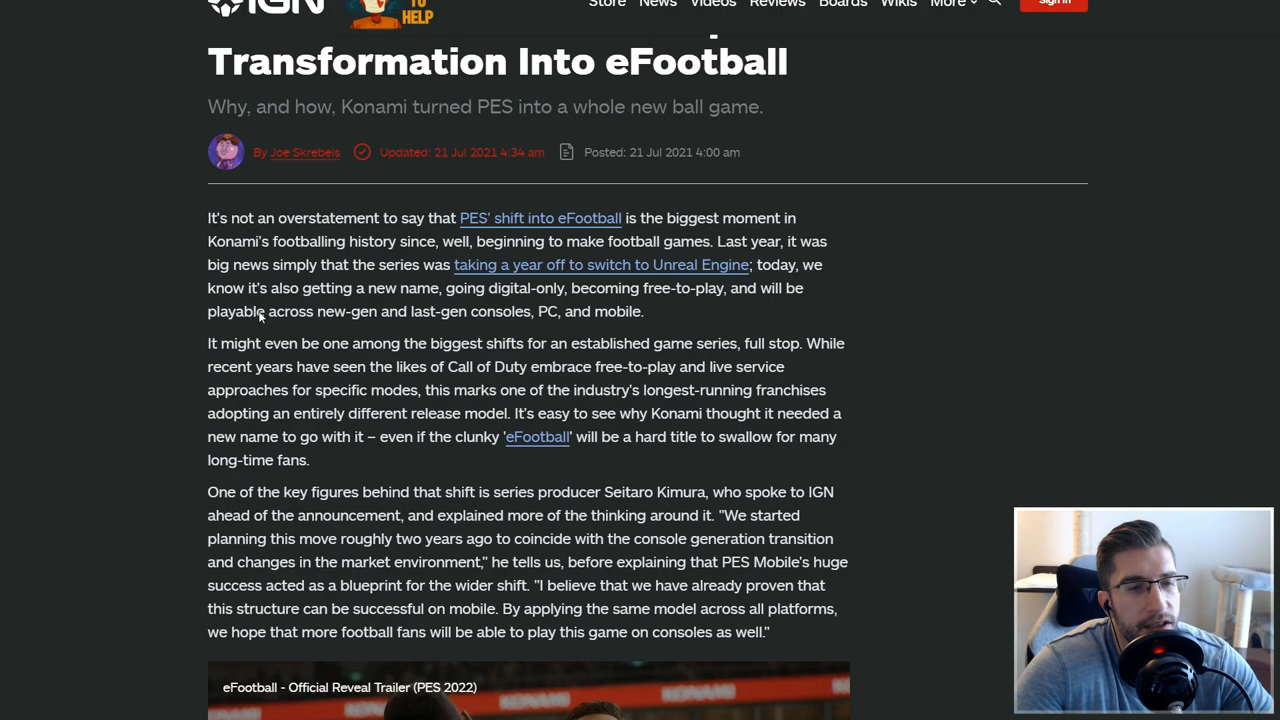 IGN
TO
HELP
Store News Videos Reviews Boards Wikis More Sign In
Transformation Into eFootball
Why, and how, Konami turned PES into a whole new ball game.
By Joe Skrebels Updated: 21 Jul 2021 4:34 am Posted: 21 Jul 2021 4:00 am
It's not an overstatement to say that PES' shift into eFootball is the biggest moment in
Konami's footballing history since, well, beginning to make football games. Last year, it was
big news simply that the series was taking a year off to switch to Unreal Engine; today, we
know it's also getting a new name, going digital-only, becoming free-to-play, and will be
playable across new-gen and last-gen consoles, PC, and mobile.
It might even be one among the biggest shifts for an established game series, full stop. While
recent years have seen the likes of Call of Duty embrace free-to-play and live service
approaches for specific modes, this marks one of the industry's longest-running franchises
adopting an entirely different release model. It's easy to see why Konami thought it needed a
new name to go with it – even if the clunky 'eFootball' will be a hard title to swallow for many
long-time fans.
One of the key figures behind that shift is series producer Seitaro Kimura, who spoke to IGN
ahead of the announcement, and explained more of the thinking around it. "We started
planning this move roughly two years ago to coincide with the console generation transition
and changes in the market environment," he tells us, before explaining that PES Mobile's huge
success acted as a blueprint for the wider shift. "I believe that we have already proven that
this structure can be successful on mobile. By applying the same model across all platforms,
we hope that more football fans will be able to play this game on consoles as well."
eFootball - Official Reveal Trailer (PES 2022)
KONAMI